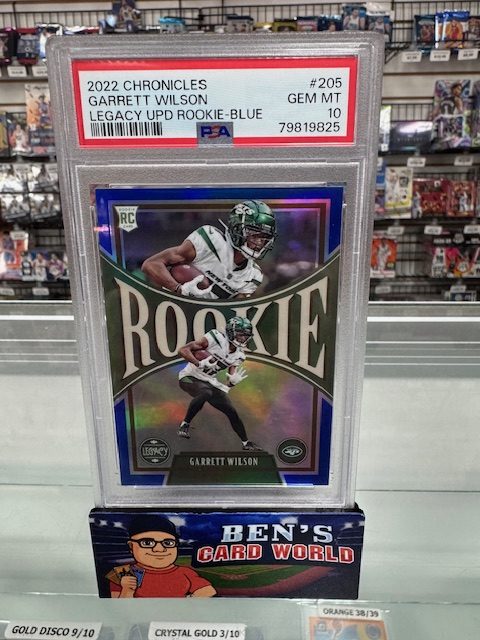 2022 CHRONICLES #205
GARRETT WILSON GEM MT
LEGACY UPD ROOKIE-BLUE 10
PSA 79819825
RC
ROOKIE
LEGACY
GARRETT WILSON
BEN'S
CARD WORLD
ORANGE 38/39
GOLD DISCO 9/10
CRYSTAL GOLD 3/10